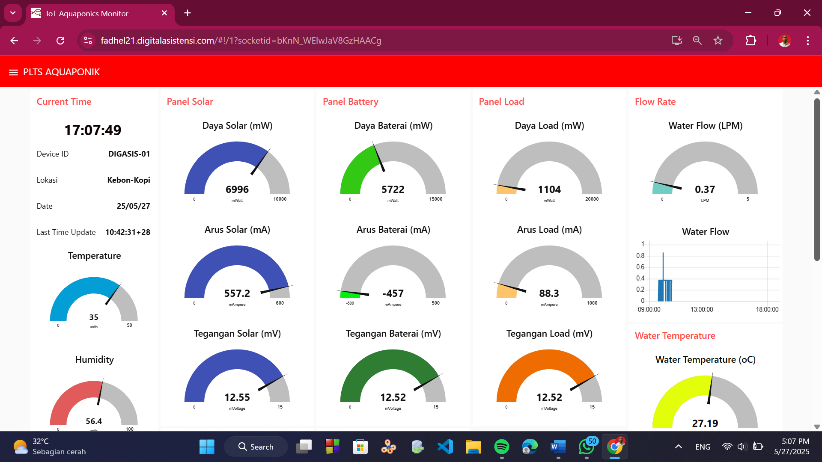 IoT Aquaponics Monitor
fadhel21.digitalasistensi.com/#!/1?socketid=bKnN_WEIwJaV8GzHAACg
PLTS AQUAPONIK
Current Time
17:07:49
Device ID DIGASIS-01
Lokasi Kebon-Kopi
Date 25/05/27
Last Time Update 10:42:31+28
Temperature
35
0 50
Humidity
56.4
0 100
Panel Solar
Daya Solar (mW)
6996
0 mWatt 10000
Arus Solar (mA)
557.2
0 mAmpere 600
Tegangan Solar (mV)
12.55
0 mVoltage 15
Panel Battery
Daya Baterai (mW)
5722
0 mWatt 15000
Arus Baterai (mA)
-457
-500 mAmpere 500
Tegangan Baterai (mV)
12.52
0 mVoltage 15
Panel Load
Daya Load (mW)
1104
0 mWatt 20000
Arus Load (mA)
88.3
0 mAmpere 1000
Tegangan Load (mV)
12.52
0 mVoltage 15
Flow Rate
Water Flow (LPM)
0.37
0 LPM 5
Water Flow
1
0.8
0.6
0.4
0.2
0
09:00:00 13:00:00 18:00:00
Water Temperature
Water Temperature (oC)
27.19
32°C
Sebagian cerah
Search
50
ENG
5:07 PM
5/27/2025